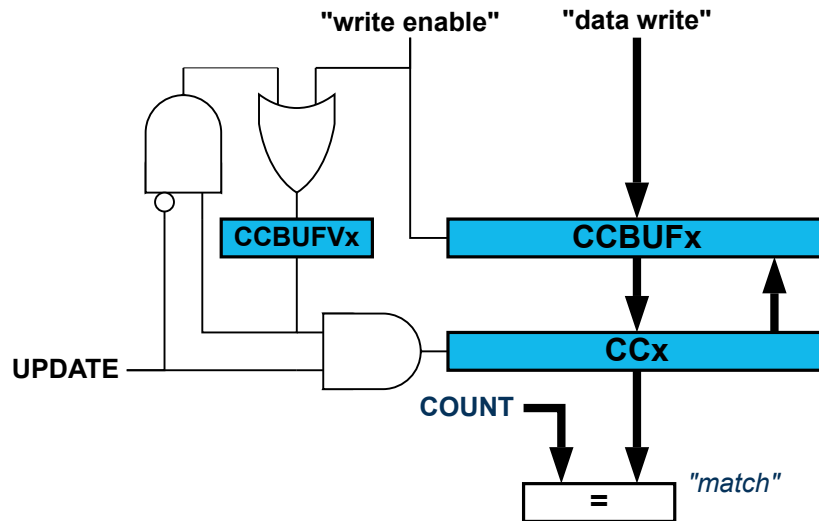 "write enable"
"data write"
CCBUFVx
CCBUFx
CCx
UPDATE
COUNT
=
"match"